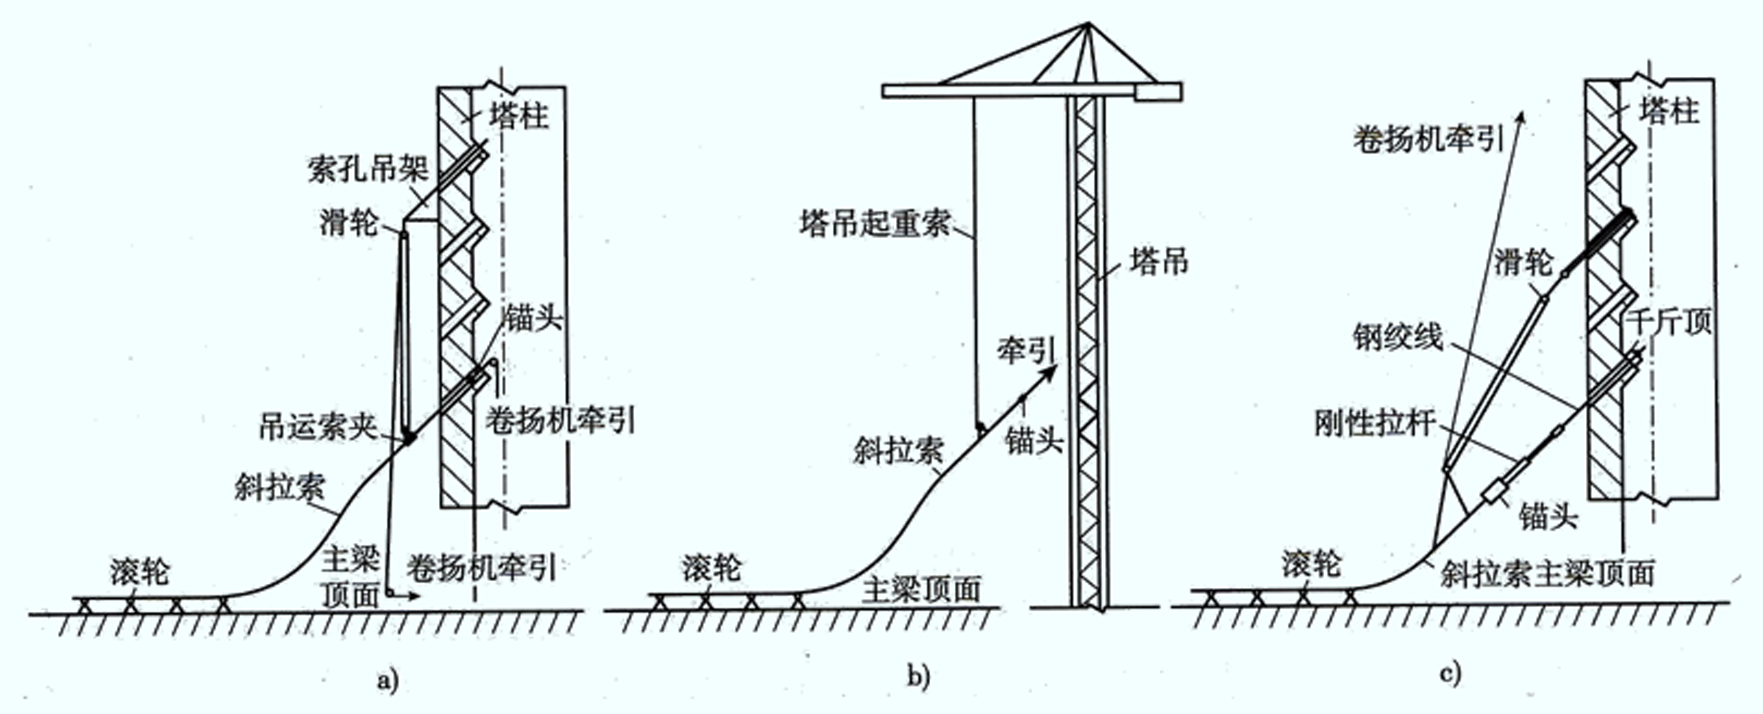 塔柱
索孔吊架
滑轮
锚头
吊运索夹
卷扬机牵引
斜拉索
滚轮
主梁
顶面
卷扬机牵引
a)
塔吊起重索
塔吊
牵引
锚头
斜拉索
滚轮
主梁顶面
b)
塔柱
卷扬机牵引
滑轮
千斤顶
钢绞线
刚性拉杆
锚头
滚轮
斜拉索主梁顶面
c)